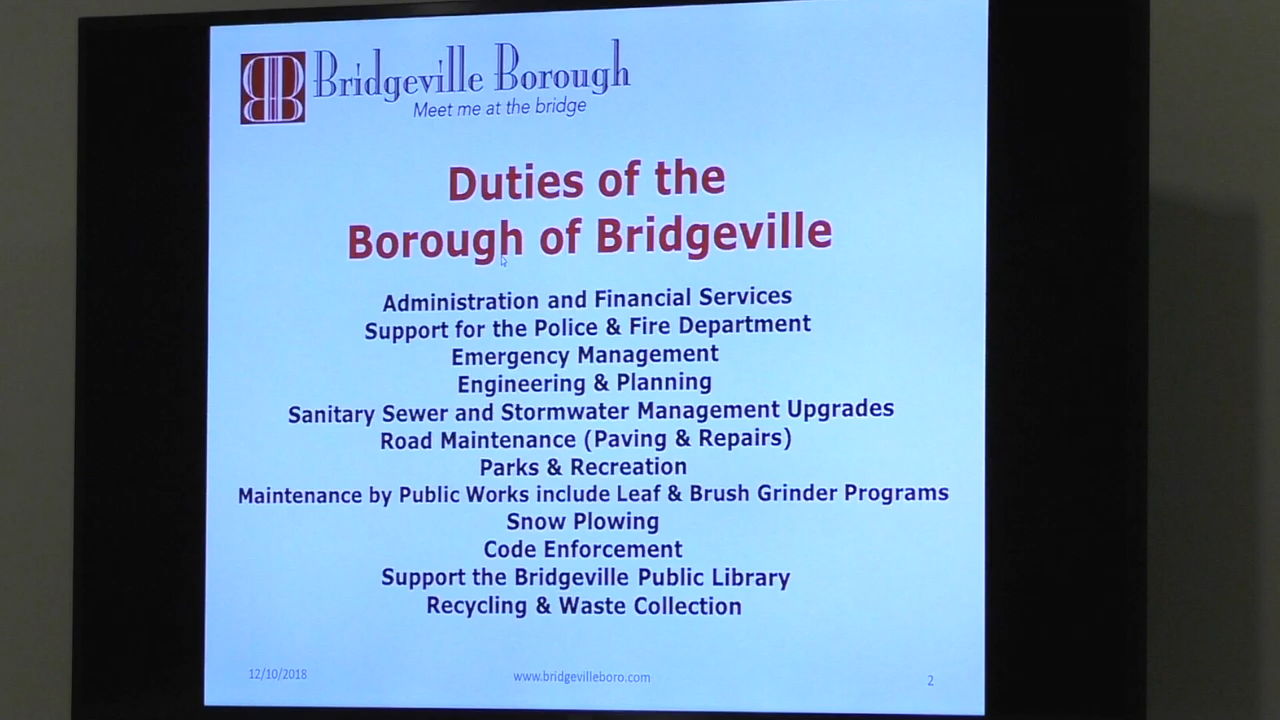 Bridgeville Borough
Meet me at the bridge
Duties of the
Borough of Bridgeville
Administration and Financial Services
Support for the Police & Fire Department
Emergency Management
Engineering & Planning
Sanitary Sewer and Stormwater Management Upgrades
Road Maintenance (Paving & Repairs)
Parks & Recreation
Maintenance by Public Works include Leaf & Brush Grinder Programs
Snow Plowing
Code Enforcement
Support the Bridgeville Public Library
Recycling & Waste Collection
12/10/2018 www.bridgevilleboro.com 2